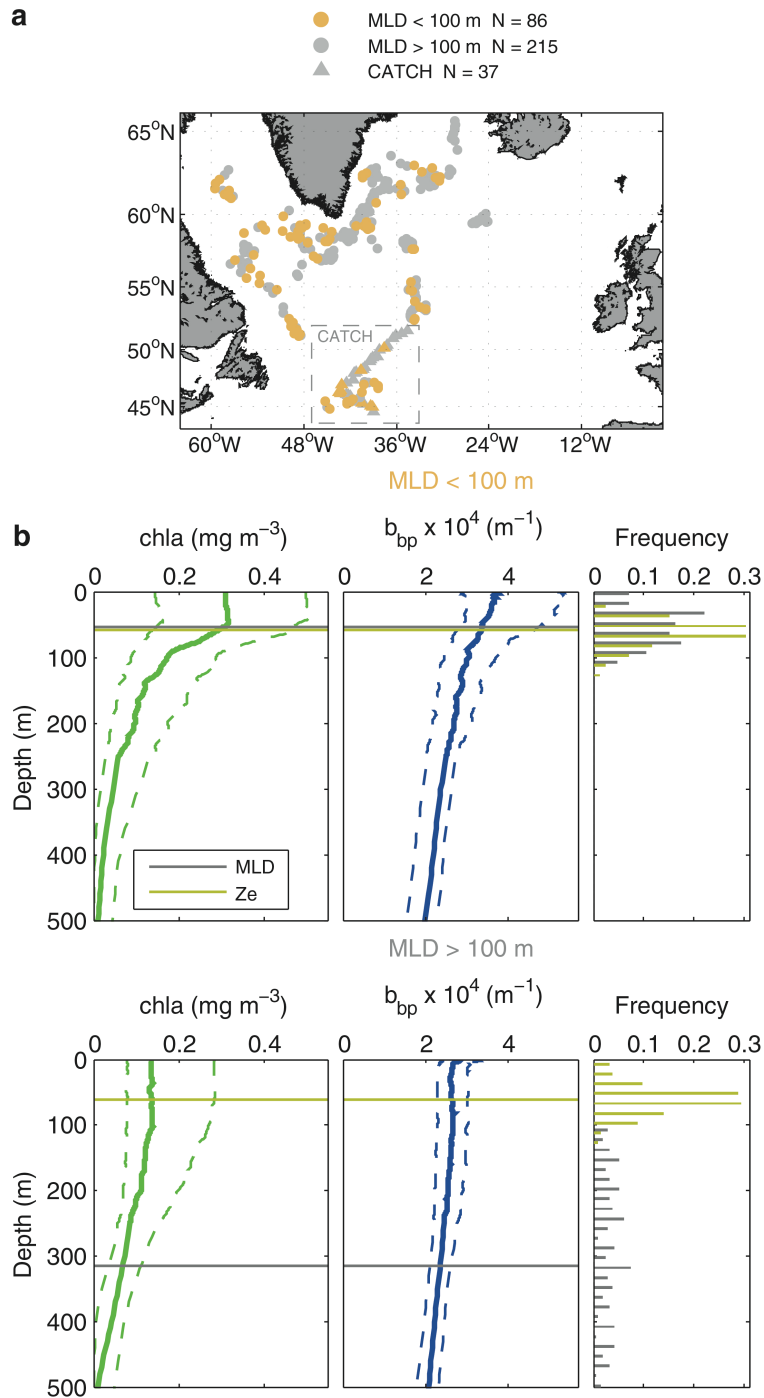 a
MLD < 100 m N = 86
MLD > 100 m N = 215
CATCH N = 37
65°N
60°N
55°N
50°N
45°N
CATCH
60°W 48°W 36°W 24°W 12°W
MLD < 100 m
b
chla (mg m⁻³) b_bp x 10⁴ (m⁻¹) Frequency
0 0.2 0.4 0 2 4 0 0.1 0.2 0.3
0
100
200
300
400
500
Depth (m)
MLD
Ze
MLD > 100 m
chla (mg m⁻³) b_bp x 10⁴ (m⁻¹) Frequency
0 0.2 0.4 0 2 4 0 0.1 0.2 0.3
0
100
200
300
400
500
Depth (m)